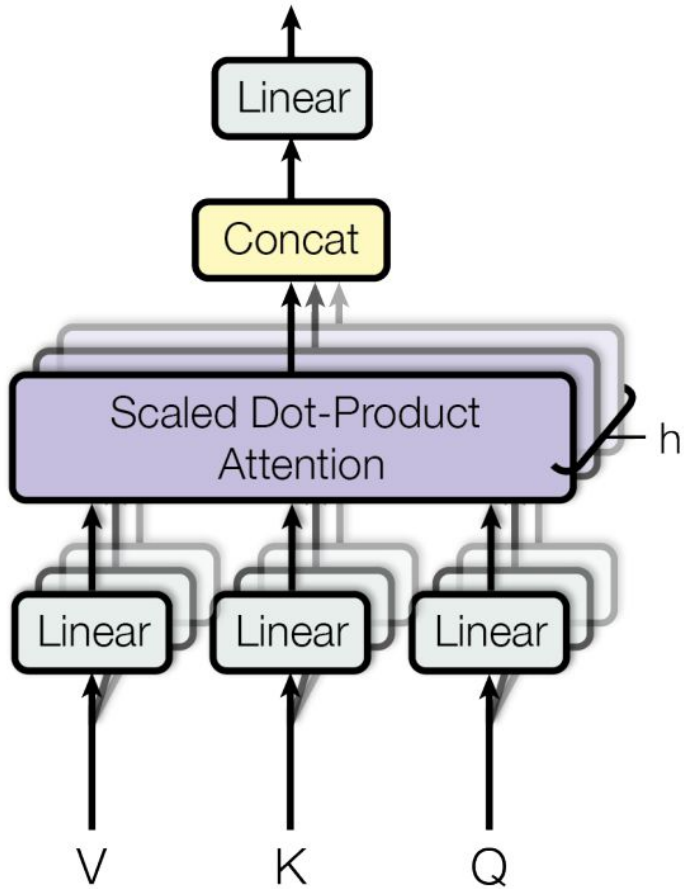 Linear
Concat
Scaled Dot-Product
Attention
h
Linear Linear Linear
V K Q